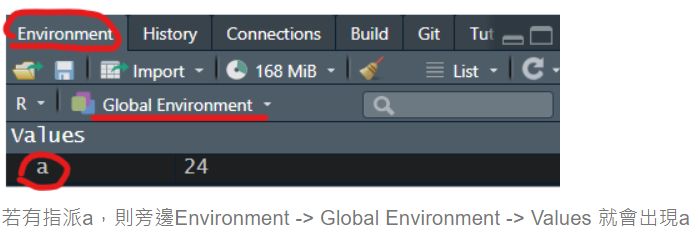 Environment History Connections Build Git Tut
Import 168 MiB List
R Global Environment
Values
a 24
若有指派a，則旁邊Environment -> Global Environment -> Values 就會出現a